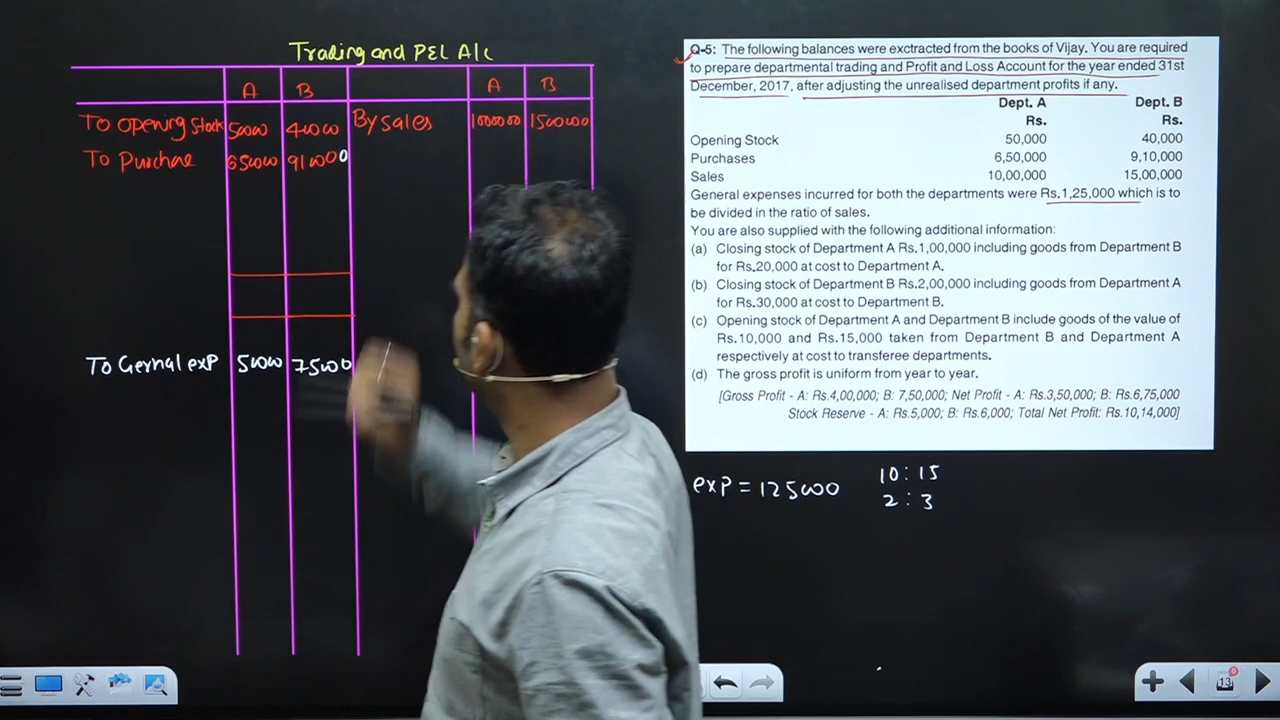 Trading and P&L A/c
A B A B
To Opening Stock 50000 40000 By Sales 1000000 1500000
To Purchase 650000 910000
To Gernal exp 50000 75000
Q-5: The following balances were exctracted from the books of Vijay. You are required
to prepare departmental trading and Profit and Loss Account for the year ended 31st
December, 2017, after adjusting the unrealised department profits if any.
Dept. A Dept. B
Rs. Rs.
Opening Stock 50,000 40,000
Purchases 6,50,000 9,10,000
Sales 10,00,000 15,00,000
General expenses incurred for both the departments were Rs.1,25,000 which is to
be divided in the ratio of sales.
You are also supplied with the following additional information:
(a) Closing stock of Department A Rs.1,00,000 including goods from Department B
for Rs.20,000 at cost to Department A.
(b) Closing stock of Department B Rs.2,00,000 including goods from Department A
for Rs.30,000 at cost to Department B.
(c) Opening stock of Department A and Department B include goods of the value of
Rs.10,000 and Rs.15,000 taken from Department B and Department A
respectively at cost to transferee departments.
(d) The gross profit is uniform from year to year.
[Gross Profit - A: Rs.4,00,000; B: 7,50,000; Net Profit - A: Rs.3,50,000; B: Rs.6,75,000
Stock Reserve - A: Rs.5,000; B: Rs.6,000; Total Net Profit: Rs.10,14,000]
exp = 125000 10 : 15
2 : 3
13 0